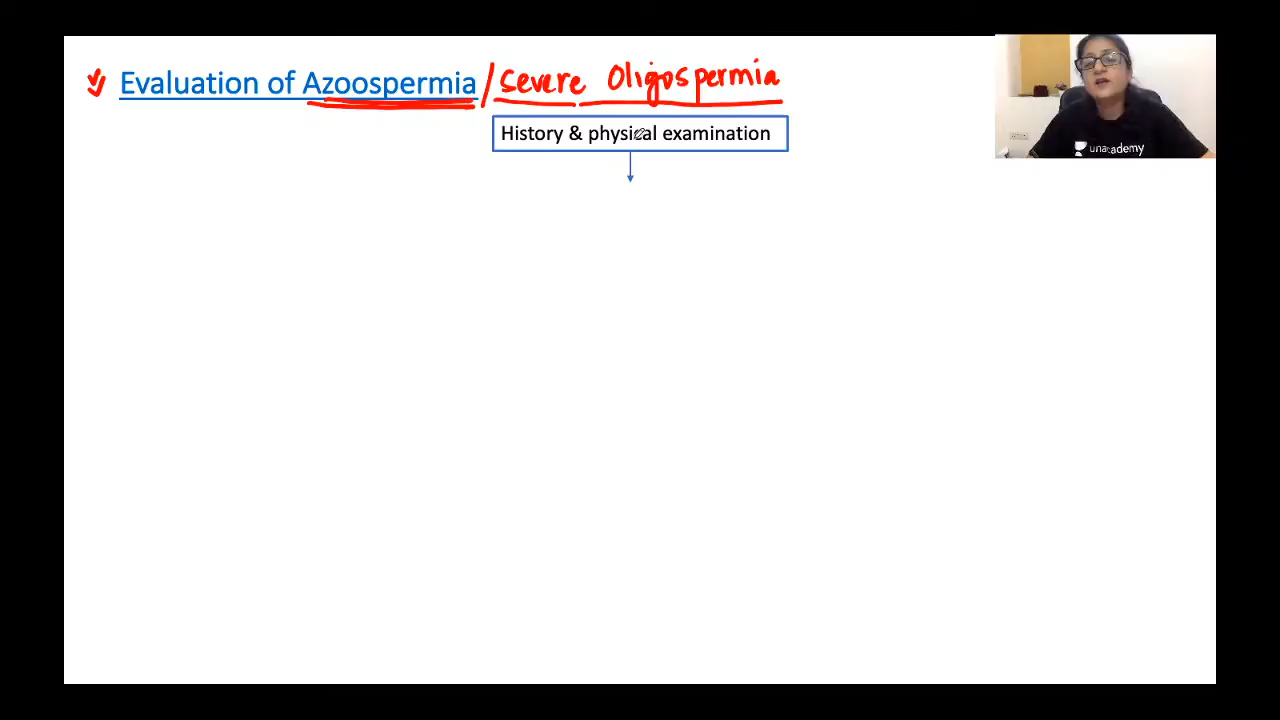 Evaluation of Azoospermia / Severe Oligospermia
History & physical examination
unacademy